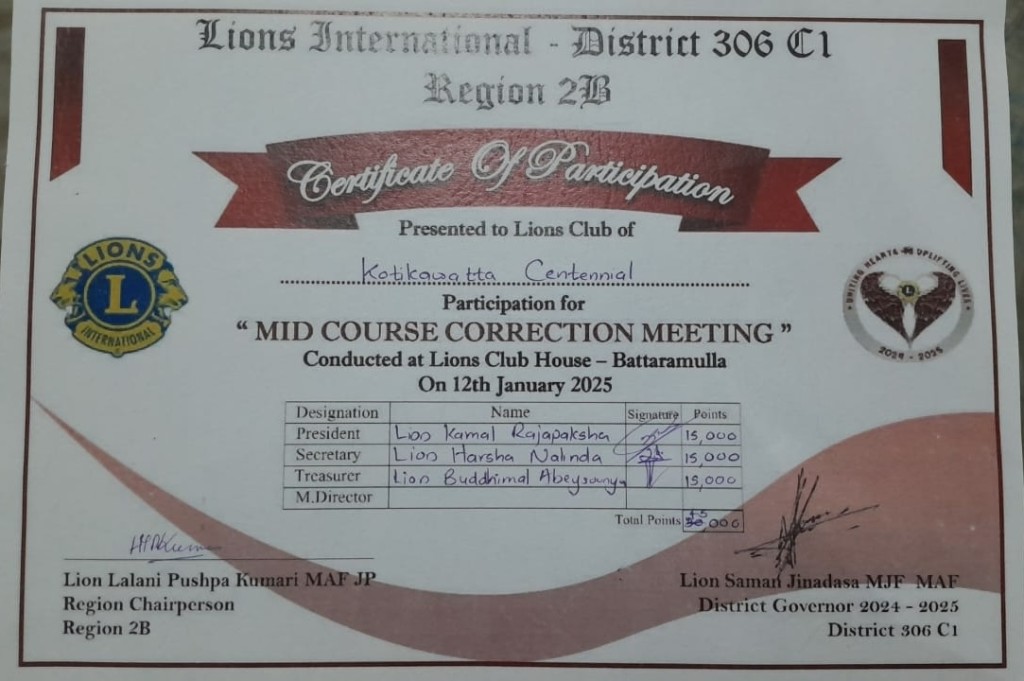 Lions International - District 306 C1
Region 2B
Certificate Of Participation
Presented to Lions Club of
Kotikawatta Centennial
Participation for
“ MID COURSE CORRECTION MEETING ”
Conducted at Lions Club House – Battaramulla
On 12th January 2025
LIONS
L
INTERNATIONAL
UNITING HEARTS UPLIFTING LIVES
2024 - 2025
Designation Name Signature Points
President Lion Kamal Rajapaksha 15,000
Secretary Lion Harsha Nalinda 15,000
Treasurer Lion Buddhimal 15,000
M.Director
Total Points 45,000
Lion Lalani Pushpa Kumari MAF JP
Region Chairperson
Region 2B
Lion Saman Jinadasa MJF MAF
District Governor 2024 - 2025
District 306 C1